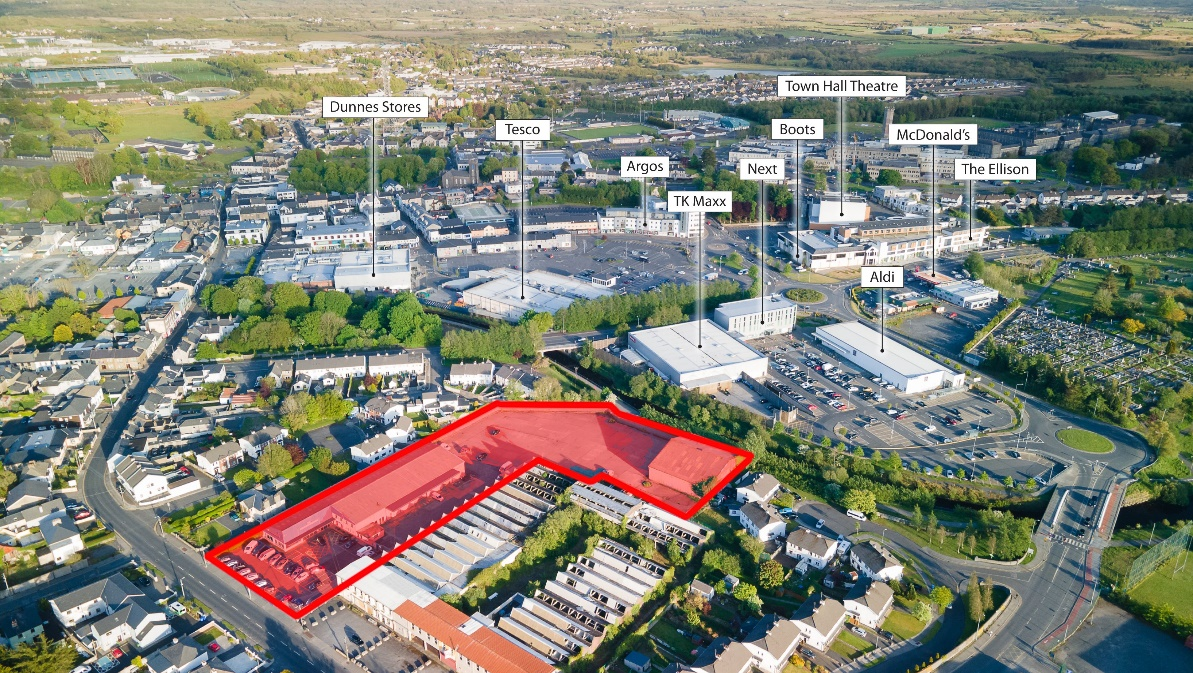 Town Hall Theatre
Dunnes Stores
Tesco
Boots
McDonald's
Argos
Next
The Ellison
TK Maxx
Aldi